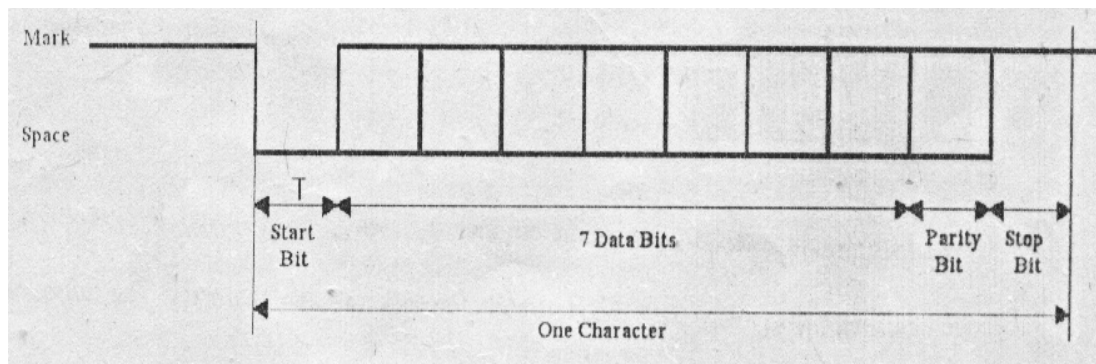 Mark
Space
T
Start
Bit
7 Data Bits
Parity
Bit
Stop
Bit
One Character